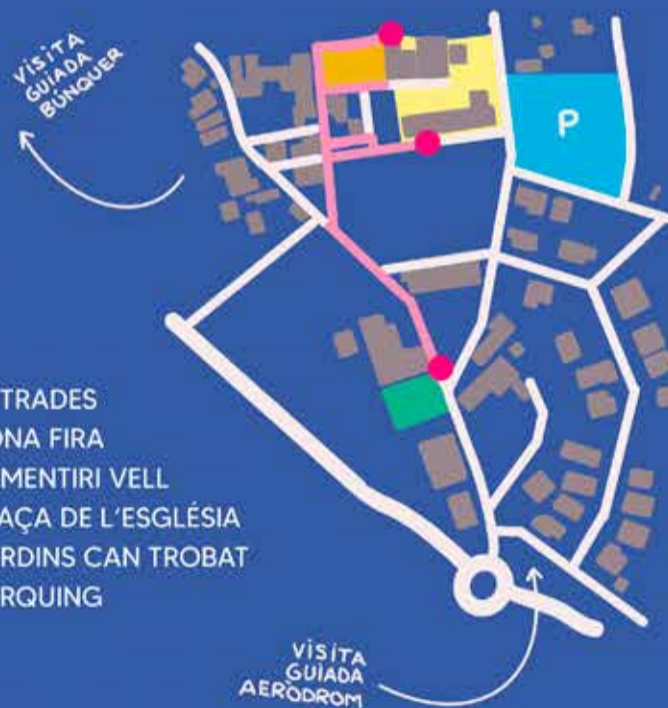 VISITA
GUIADA
BÚNQUER
P
TRADES
ONA FIRA
MENTIRI VELL
AÇA DE L'ESGLÉSIA
RDINS CAN TROBAT
RQUING
VISITA
GUIADA
AERÒDROM